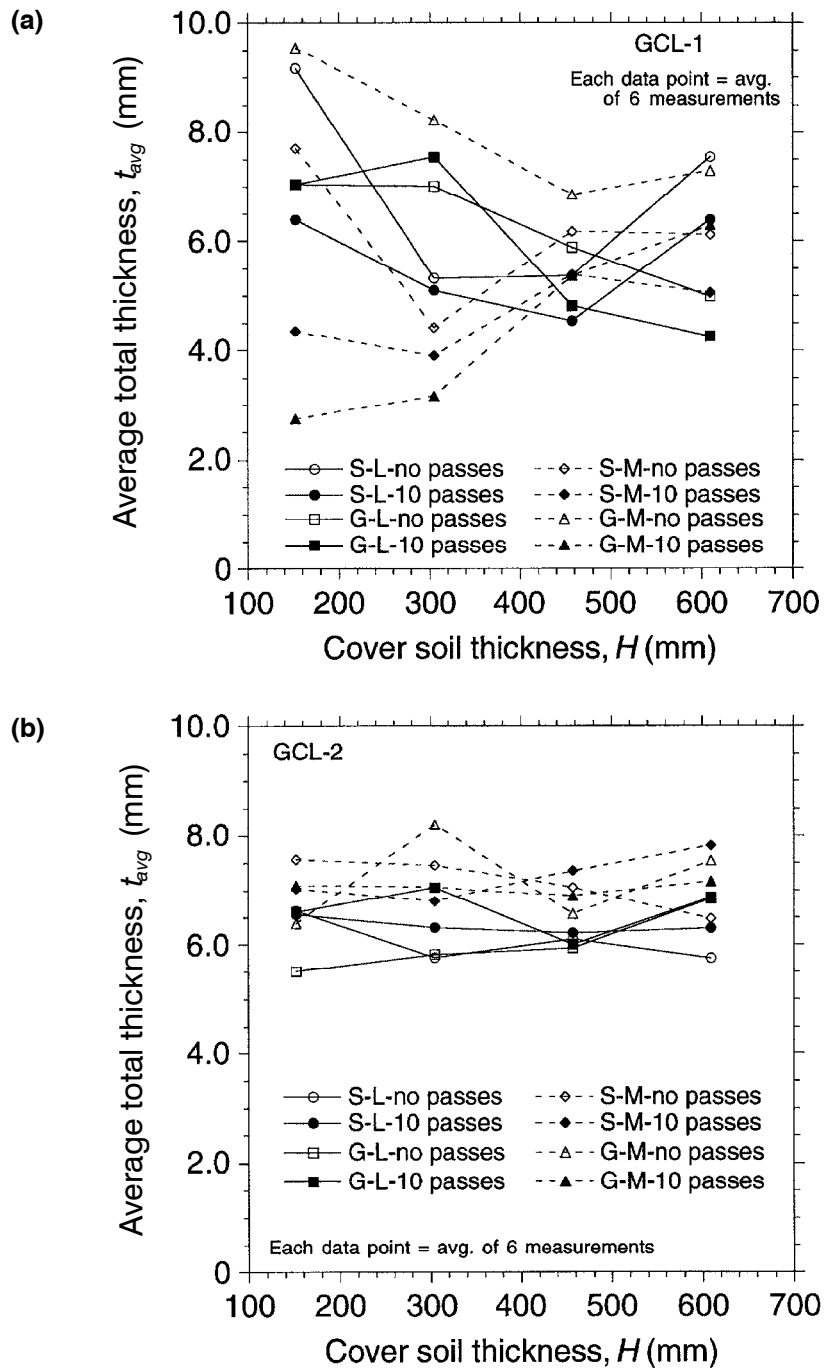 (a)
10.0
8.0
6.0
4.0
2.0
0
Average total thickness, tavg (mm)
GCL-1
Each data point = avg.
of 6 measurements
S-L-no passes
S-L-10 passes
G-L-no passes
G-L-10 passes
S-M-no passes
S-M-10 passes
G-M-no passes
G-M-10 passes
100 200 300 400 500 600 700
Cover soil thickness, H (mm)
(b)
10.0
8.0
6.0
4.0
2.0
0
Average total thickness, tavg (mm)
GCL-2
S-L-no passes
S-L-10 passes
G-L-no passes
G-L-10 passes
S-M-no passes
S-M-10 passes
G-M-no passes
G-M-10 passes
Each data point = avg. of 6 measurements
100 200 300 400 500 600 700
Cover soil thickness, H (mm)